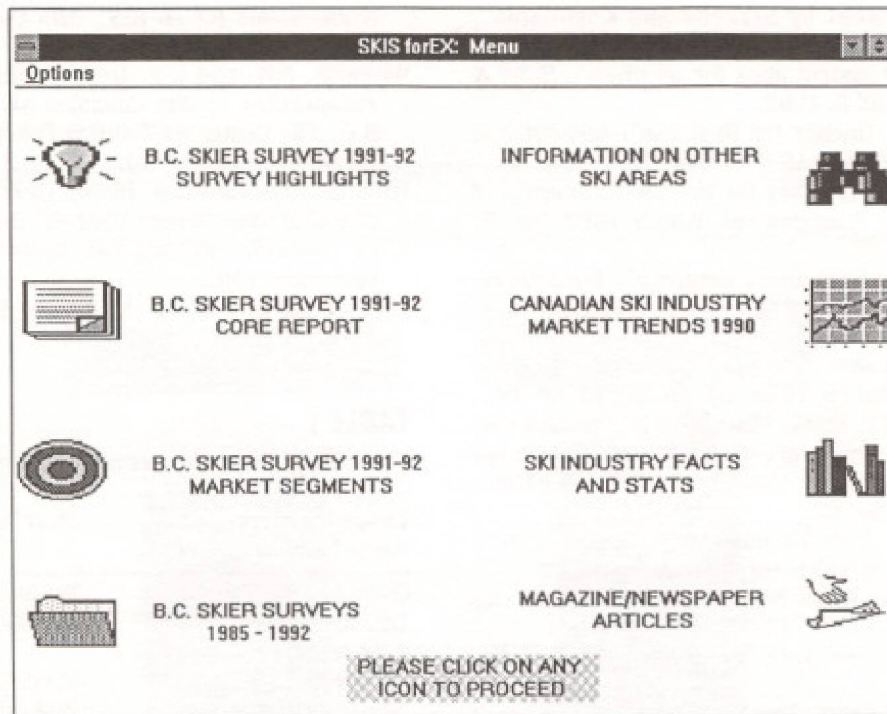 SKIS forEX: Menu
Options
B.C. SKIER SURVEY 1991-92
SURVEY HIGHLIGHTS
INFORMATION ON OTHER
SKI AREAS
B.C. SKIER SURVEY 1991-92
CORE REPORT
CANADIAN SKI INDUSTRY
MARKET TRENDS 1990
B.C. SKIER SURVEY 1991-92
MARKET SEGMENTS
SKI INDUSTRY FACTS
AND STATS
B.C. SKIER SURVEYS
1985 - 1992
MAGAZINE/NEWSPAPER
ARTICLES
PLEASE CLICK ON ANY
ICON TO PROCEED